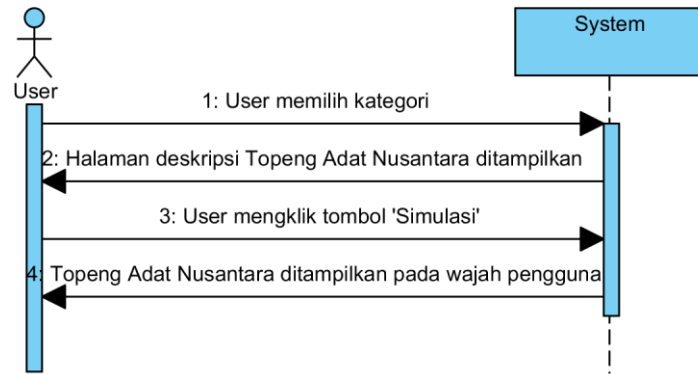 System
User
1: User memilih kategori
2: Halaman deskripsi Topeng Adat Nusantara ditampilkan
3: User mengklik tombol 'Simulasi'
4: Topeng Adat Nusantara ditampilkan pada wajah pengguna